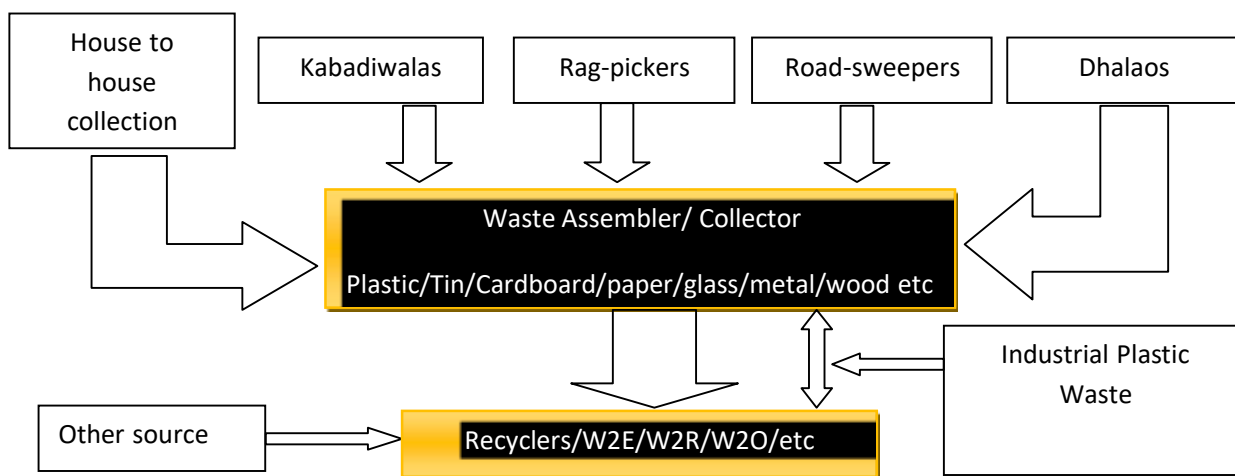 House to
house
collection
Kabadiwalas
Rag-pickers
Road-sweepers
Dhalaos
Waste Assembler/ Collector
Plastic/Tin/Cardboard/paper/glass/metal/wood etc
Industrial Plastic
Waste
Other source
Recyclers/W2E/W2R/W2O/etc